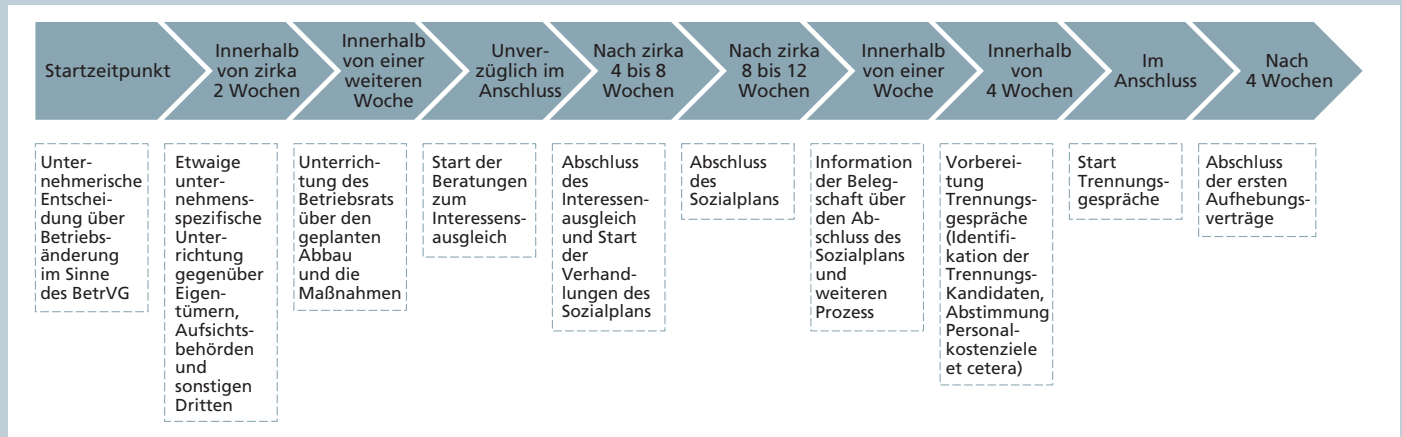 Startzeitpunkt
Innerhalb
von zirka
2 Wochen
Innerhalb
von einer
weiteren
Woche
Unver-
züglich im
Anschluss
Nach zirka
4 bis 8
Wochen
Nach zirka
8 bis 12
Wochen
Innerhalb
von einer
Woche
Innerhalb
von
4 Wochen
Im
Anschluss
Nach
4 Wochen
Unter-
nehmerische
Entschei-
dung über
Betriebs-
änderung
im Sinne
des BetrVG
Etwaige
unter-
nehmens-
spezifische
Unter-
richtung
gegenüber
Eigen-
tümern,
Aufsichts-
behörden
und
sonstigen
Dritten
Unterrich-
tung des
Betriebsrats
über den
geplanten
Abbau
und die
Maßnahmen
Start der
Beratungen
zum
Interessens-
ausgleich
Abschluss
des
Interessen-
ausgleich
und Start
der
Verhand-
lungen des
Sozialplans
Abschluss
des
Sozialplans
Information
der Beleg-
schaft über
den Ab-
schluss des
Sozialplans
und
weiteren
Prozess
Vorberei-
tung
Trennungs-
gespräche
(Identifi-
kation der
Trennungs-
Kandidaten,
Abstimmung
Personal-
kostenziele
et cetera)
Start
Trennungs-
gespräche
Abschluss
der ersten
Aufhebungs-
verträge